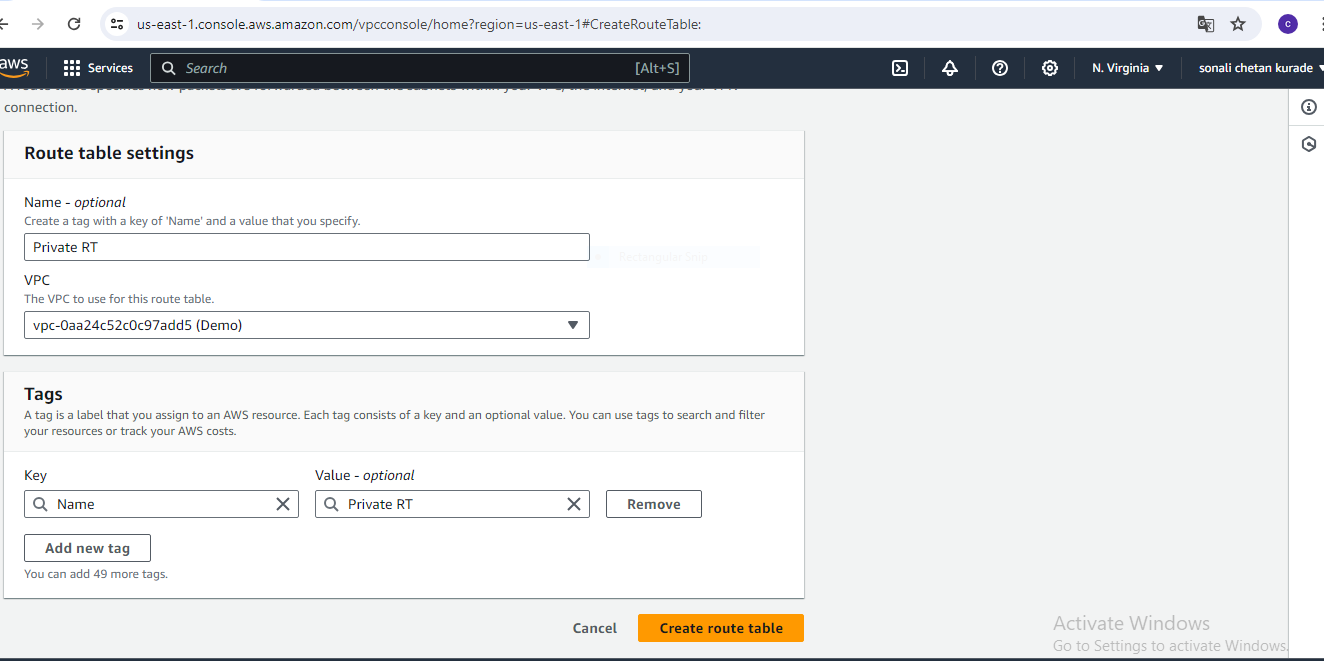 us-east-1.console.aws.amazon.com/vpcconsole/home?region=us-east-1#CreateRouteTable:
c
aws
Services
Search
[Alt+S]
N. Virginia
sonali chetan kurade
connection.
Route table settings
Name - optional
Create a tag with a key of 'Name' and a value that you specify.
Private RT
Rectangular Snip
VPC
The VPC to use for this route table.
vpc-0aa24c52c0c97add5 (Demo)
Tags
A tag is a label that you assign to an AWS resource. Each tag consists of a key and an optional value. You can use tags to search and filter
your resources or track your AWS costs.
Key
Value - optional
Name
Private RT
Remove
Add new tag
You can add 49 more tags.
Cancel
Create route table
Activate Windows
Go to Settings to activate Windows.